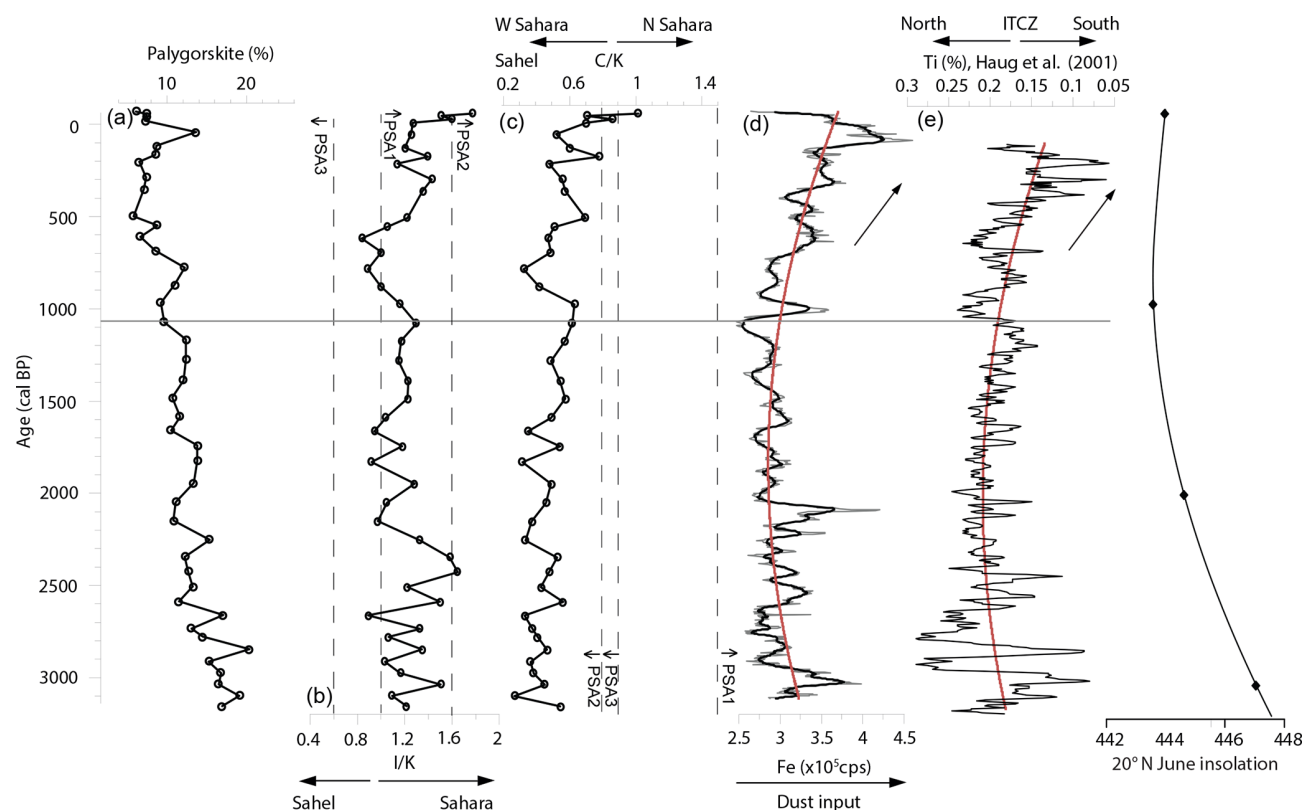 North ITCZ South
W Sahara N Sahara
Palygorskite (%)
Sahel C/K
Ti (%), Haug et al. (2001)
10 20
0.2 0.6 1 1.4
0.3 0.25 0.2 0.15 0.1 0.05
(a) (c) (d) (e)
PSA3
PSA1
PSA2
Age (cal BP)
0
500
1000
1500
2000
2500
3000
PSA2
PSA3
PSA1
(b)
0.4 0.8 1.2 1.6 2
I/K
Sahel Sahara
2.5 3.5 4.5
Fe (x10⁵cps)
Dust input
442 444 446 448
20° N June insolation